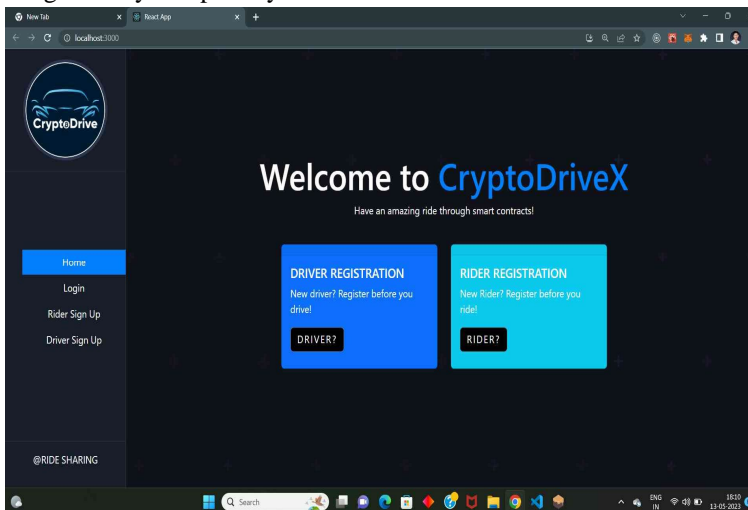 New Tab
React App
localhost:3000
CryptoDrive
Home
Login
Rider Sign Up
Driver Sign Up
@RIDE SHARING
Welcome to CryptoDriveX
Have an amazing ride through smart contracts!
DRIVER REGISTRATION
New driver? Register before you
drive!
DRIVER?
RIDER REGISTRATION
New Rider? Register before you
ride!
RIDER?
Search
ENG
IN
18:10
13-05-2023